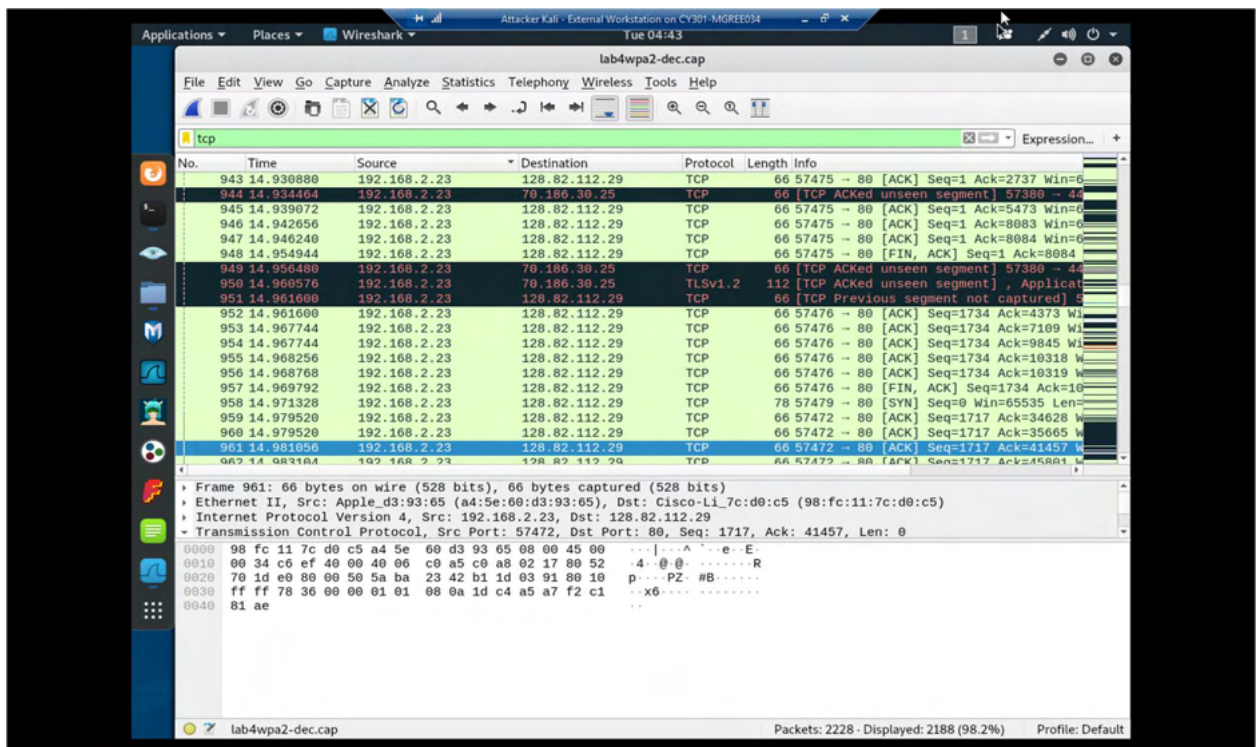 Attacker Kali - External Workstation on CY301-MGREE034
Applications Places Wireshark Tue 04:43 1
lab4wpa2-dec.cap
File Edit View Go Capture Analyze Statistics Telephony Wireless Tools Help
tcp Expression... +
No. Time Source Destination Protocol Length Info
943 14.930880 192.168.2.23 128.82.112.29 TCP 66 57475 → 80 [ACK] Seq=1 Ack=2737 Win=6
944 14.934464 192.168.2.23 70.186.30.25 TCP 66 [TCP ACKed unseen segment] 57380 → 44
945 14.939072 192.168.2.23 128.82.112.29 TCP 66 57475 → 80 [ACK] Seq=1 Ack=5473 Win=6
946 14.942656 192.168.2.23 128.82.112.29 TCP 66 57475 → 80 [ACK] Seq=1 Ack=8083 Win=6
947 14.946240 192.168.2.23 128.82.112.29 TCP 66 57475 → 80 [ACK] Seq=1 Ack=8084 Win=6
948 14.954944 192.168.2.23 128.82.112.29 TCP 66 57475 → 80 [FIN, ACK] Seq=1 Ack=8084
949 14.956480 192.168.2.23 70.186.30.25 TCP 66 [TCP ACKed unseen segment] 57380 → 44
950 14.960576 192.168.2.23 70.186.30.25 TLSv1.2 112 [TCP ACKed unseen segment] , Applicat
951 14.961600 192.168.2.23 128.82.112.29 TCP 66 [TCP Previous segment not captured] 5
952 14.961600 192.168.2.23 128.82.112.29 TCP 66 57476 → 80 [ACK] Seq=1734 Ack=4373 Wi
953 14.967744 192.168.2.23 128.82.112.29 TCP 66 57476 → 80 [ACK] Seq=1734 Ack=7109 Wi
954 14.967744 192.168.2.23 128.82.112.29 TCP 66 57476 → 80 [ACK] Seq=1734 Ack=9845 Wi
955 14.968256 192.168.2.23 128.82.112.29 TCP 66 57476 → 80 [ACK] Seq=1734 Ack=10318 W
956 14.968768 192.168.2.23 128.82.112.29 TCP 66 57476 → 80 [ACK] Seq=1734 Ack=10319 W
957 14.969792 192.168.2.23 128.82.112.29 TCP 66 57476 → 80 [FIN, ACK] Seq=1734 Ack=10
958 14.971328 192.168.2.23 128.82.112.29 TCP 78 57479 → 80 [SYN] Seq=0 Win=65535 Len=
959 14.979520 192.168.2.23 128.82.112.29 TCP 66 57472 → 80 [ACK] Seq=1717 Ack=34628 W
960 14.979520 192.168.2.23 128.82.112.29 TCP 66 57472 → 80 [ACK] Seq=1717 Ack=35665 W
961 14.981056 192.168.2.23 128.82.112.29 TCP 66 57472 → 80 [ACK] Seq=1717 Ack=41457 W
962 14.983104 192.168.2.23 128.82.112.29 TCP 66 57472 → 80 [ACK] Seq=1717 Ack=45801 W
Frame 961: 66 bytes on wire (528 bits), 66 bytes captured (528 bits)
Ethernet II, Src: Apple_d3:93:65 (a4:5e:60:d3:93:65), Dst: Cisco-Li_7c:d0:c5 (98:fc:11:7c:d0:c5)
Internet Protocol Version 4, Src: 192.168.2.23, Dst: 128.82.112.29
Transmission Control Protocol, Src Port: 57472, Dst Port: 80, Seq: 1717, Ack: 41457, Len: 0
0000 98 fc 11 7c d0 c5 a4 5e 60 d3 93 65 08 00 45 00 ···|···^ `··e··E·
0010 00 34 c6 ef 40 00 40 06 c0 a5 c0 a8 02 17 80 52 ·4··@·@· ·······R
0020 70 1d e0 80 00 50 5a ba 23 42 b1 1d 03 91 80 10 p····PZ· #B······
0030 ff ff 78 36 00 00 01 01 08 0a 1d c4 a5 a7 f2 c1 ··x6···· ········
0040 81 ae ··
lab4wpa2-dec.cap Packets: 2228 · Displayed: 2188 (98.2%) Profile: Default